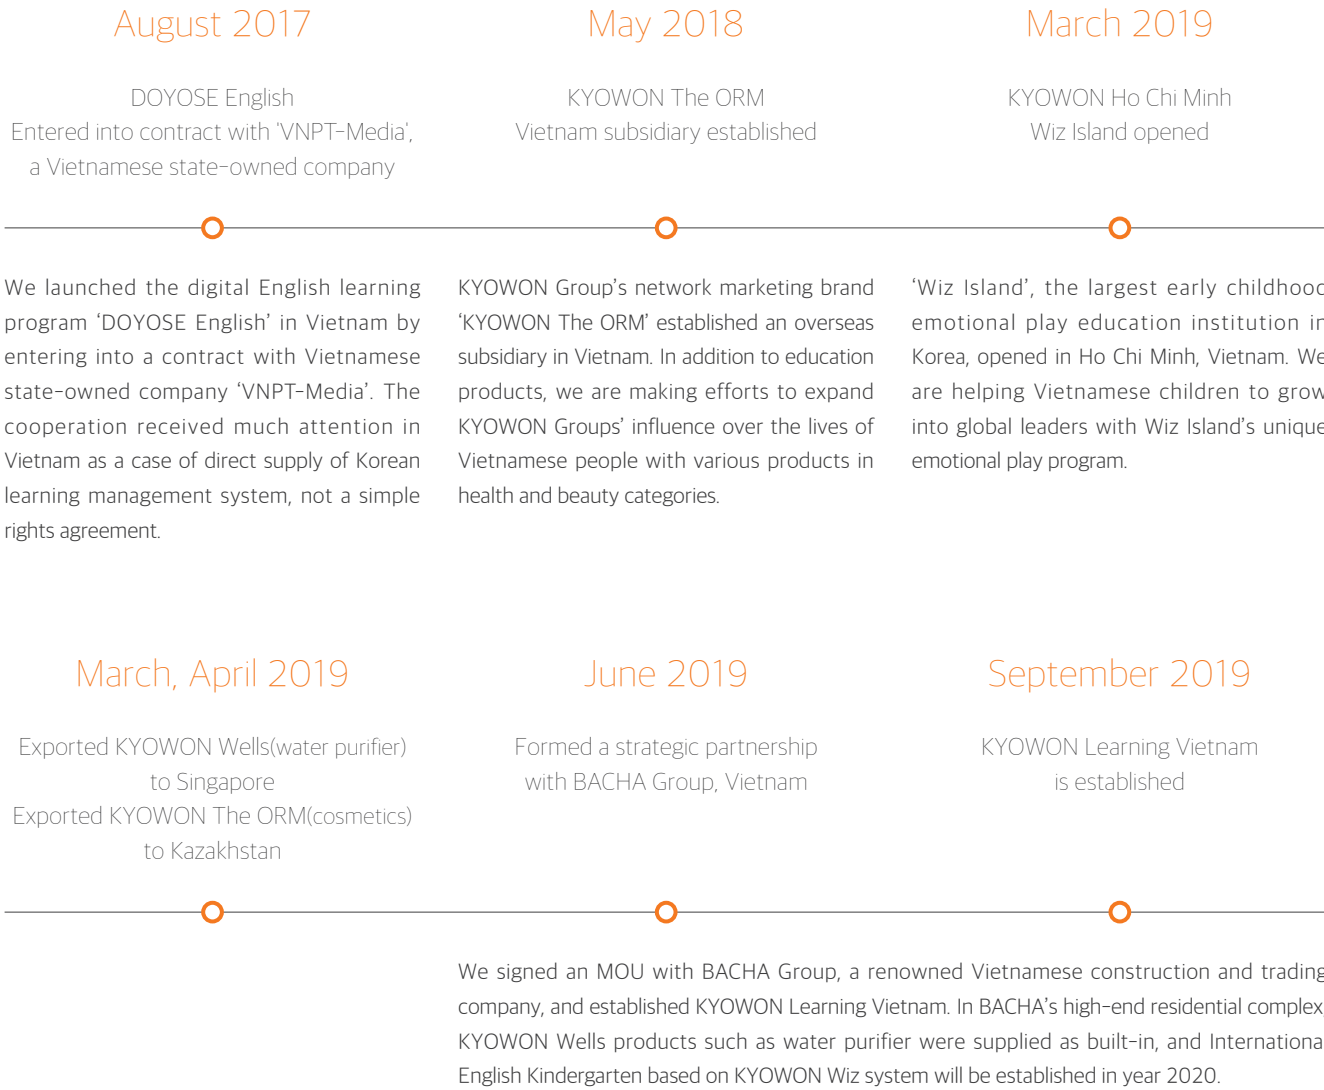 August 2017
DOYOSE English
Entered into contract with 'VNPT-Media',
a Vietnamese state-owned company
We launched the digital English learning
program ‘DOYOSE English’ in Vietnam by
entering into a contract with Vietnamese
state-owned company ‘VNPT-Media’. The
cooperation received much attention in
Vietnam as a case of direct supply of Korean
learning management system, not a simple
rights agreement.
May 2018
KYOWON The ORM
Vietnam subsidiary established
KYOWON Group’s network marketing brand
‘KYOWON The ORM’ established an overseas
subsidiary in Vietnam. In addition to education
products, we are making efforts to expand
KYOWON Groups’ influence over the lives of
Vietnamese people with various products in
health and beauty categories.
March 2019
KYOWON Ho Chi Minh
Wiz Island opened
‘Wiz Island’, the largest early childhood
emotional play education institution in
Korea, opened in Ho Chi Minh, Vietnam. We
are helping Vietnamese children to grow
into global leaders with Wiz Island’s unique
emotional play program.
March, April 2019
Exported KYOWON Wells(water purifier)
to Singapore
Exported KYOWON The ORM(cosmetics)
to Kazakhstan
June 2019
Formed a strategic partnership
with BACHA Group, Vietnam
September 2019
KYOWON Learning Vietnam
is established
We signed an MOU with BACHA Group, a renowned Vietnamese construction and trading
company, and established KYOWON Learning Vietnam. In BACHA’s high-end residential complex
KYOWON Wells products such as water purifier were supplied as built-in, and Internationa
English Kindergarten based on KYOWON Wiz system will be established in year 2020.